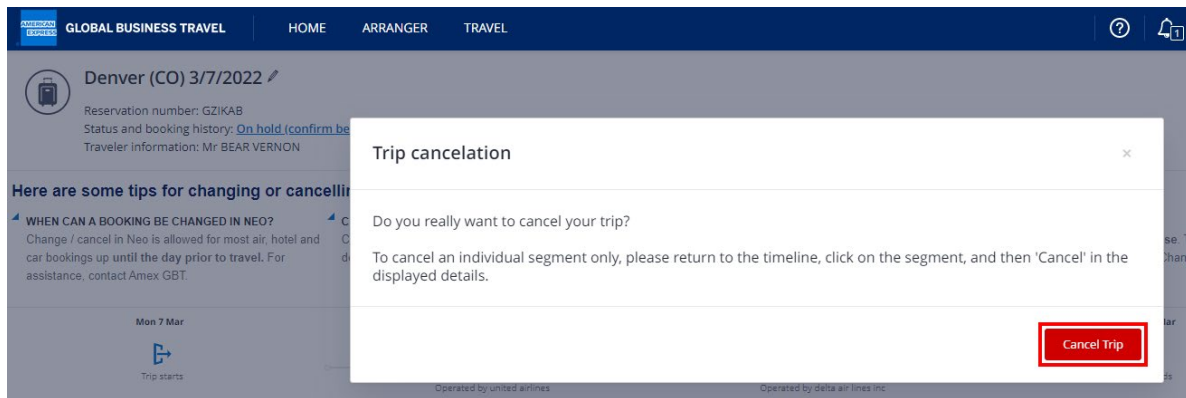 AMERICAN EXPRESS GLOBAL BUSINESS TRAVEL HOME ARRANGER TRAVEL 1
Denver (CO) 3/7/2022
Reservation number: GZIKAB
Status and booking history: On hold (confirm be
Traveler information: Mr BEAR VERNON
Trip cancelation
Here are some tips for changing or cancellin
WHEN CAN A BOOKING BE CHANGED IN NEO?
Change / cancel in Neo is allowed for most air, hotel and
car bookings up until the day prior to travel. For
assistance, contact Amex GBT.
Do you really want to cancel your trip?
To cancel an individual segment only, please return to the timeline, click on the segment, and then 'Cancel' in the
displayed details.
Cancel Trip
Mon 7 Mar
Trip starts
Operated by united airlines
Operated by delta air lines inc